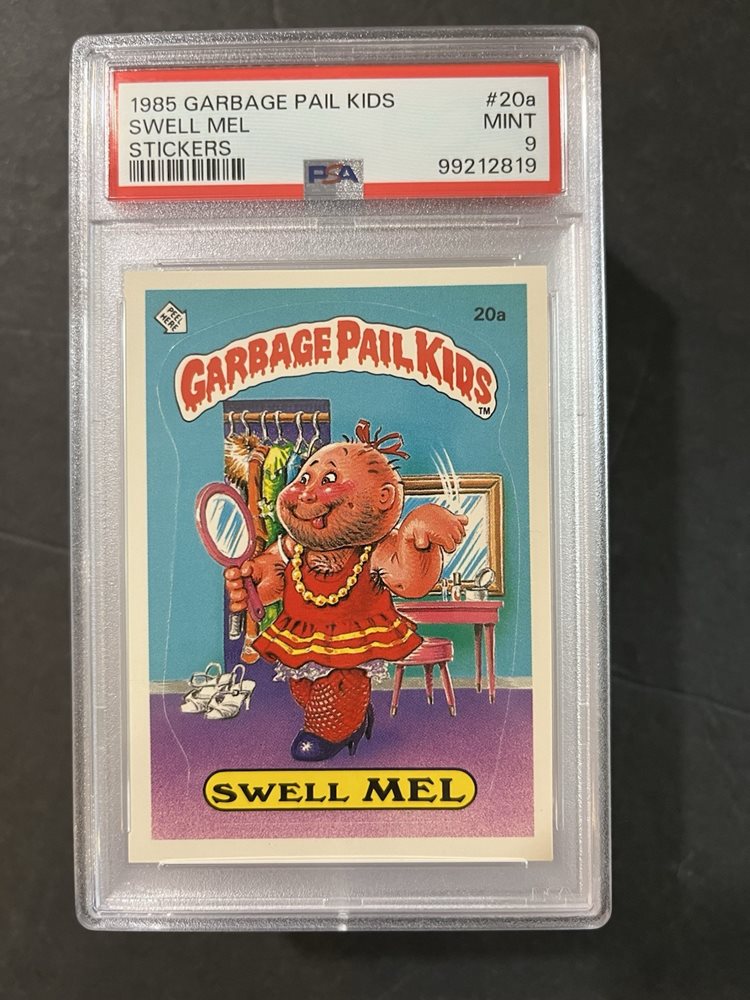 1985 GARBAGE PAIL KIDS #20a
SWELL MEL MINT
STICKERS 9
PSA 99212819
PEEL HERE
20a
GARBAGE PAIL KIDS
TM
SWELL MEL